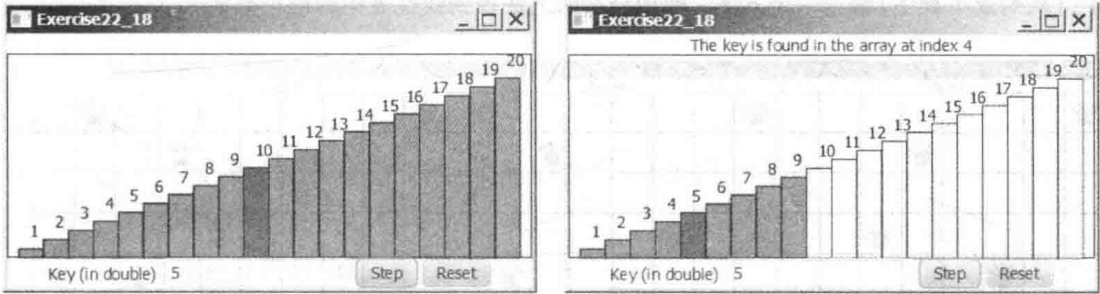 Exercise22_18
1 2 3 4 5 6 7 8 9 10 11 12 13 14 15 16 17 18 19 20
Key (in double) 5 Step Reset
Exercise22_18
The key is found in the array at index 4
1 2 3 4 5 6 7 8 9 10 11 12 13 14 15 16 17 18 19 20
Key (in double) 5 Step Reset